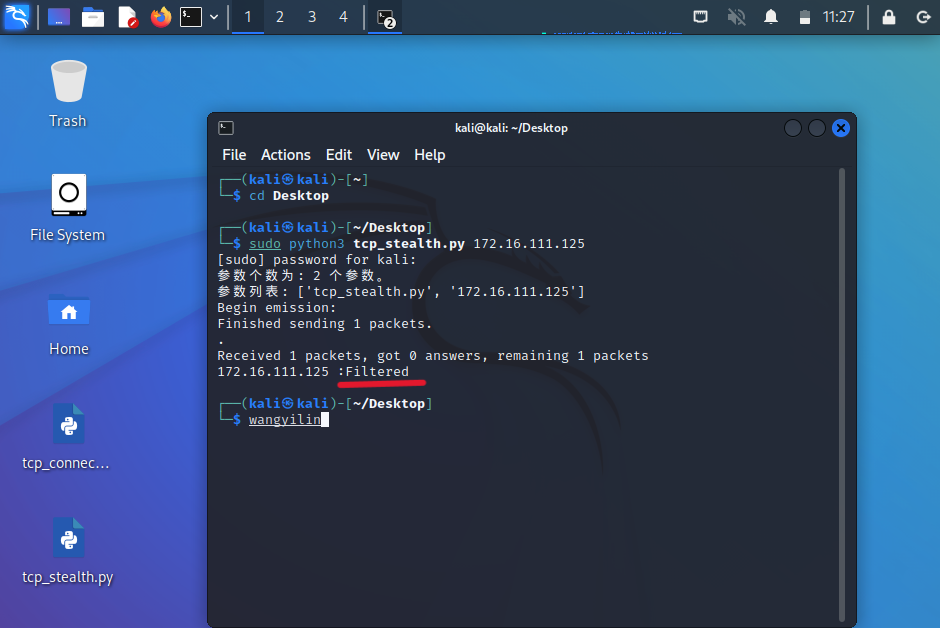 1 2 3 4 2 11:27
Trash
File System
Home
tcp_connec...
tcp_stealth.py
kali@kali: ~/Desktop
File Actions Edit View Help
┌──(kali㉿kali)-[~]
└─$ cd Desktop
┌──(kali㉿kali)-[~/Desktop]
└─$ sudo python3 tcp_stealth.py 172.16.111.125
[sudo] password for kali:
参数个数为: 2 个参数。
参数列表: ['tcp_stealth.py', '172.16.111.125']
Begin emission:
Finished sending 1 packets.
.
Received 1 packets, got 0 answers, remaining 1 packets
172.16.111.125 :Filtered
┌──(kali㉿kali)-[~/Desktop]
└─$ wangyilin